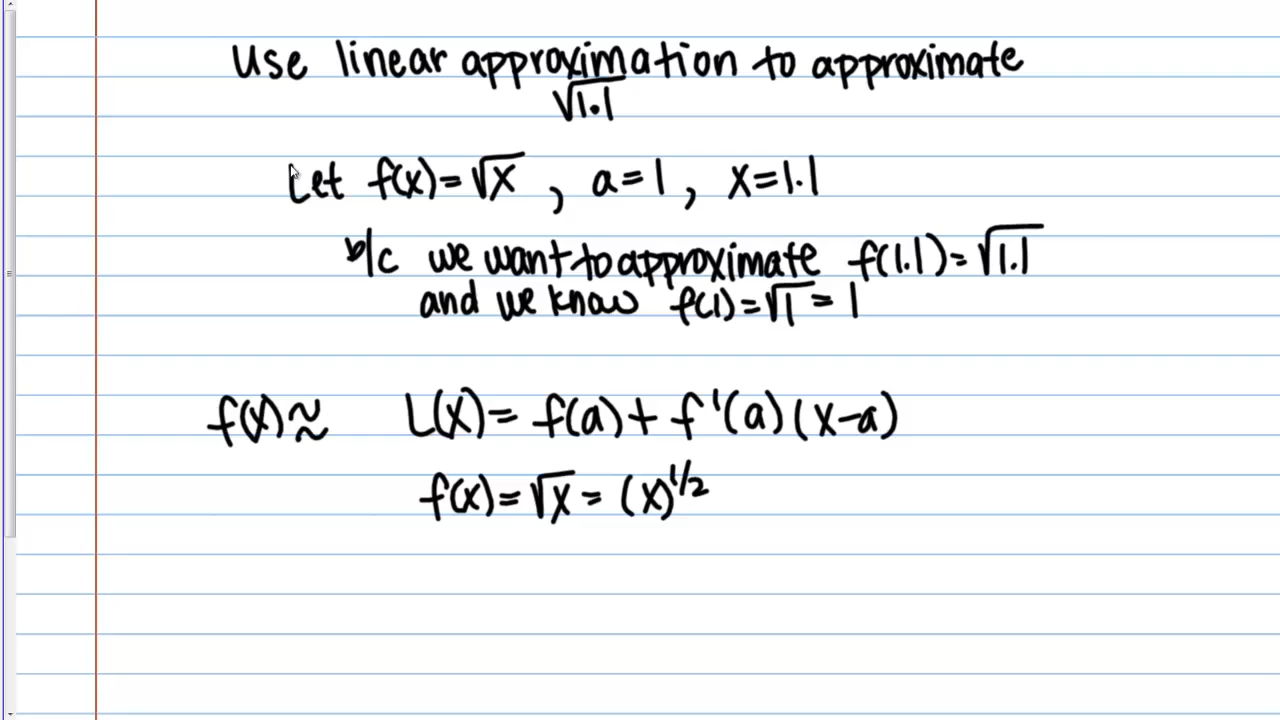 Use linear approximation to approximate
√1.1
Let f(x) = √x , a = 1 , x = 1.1
b/c we want to approximate f(1.1) = √1.1
and we know f(1) = √1 = 1
f(x) ≈ L(x) = f(a) + f'(a) (x-a)
f(x) = √x = (x)^1/2